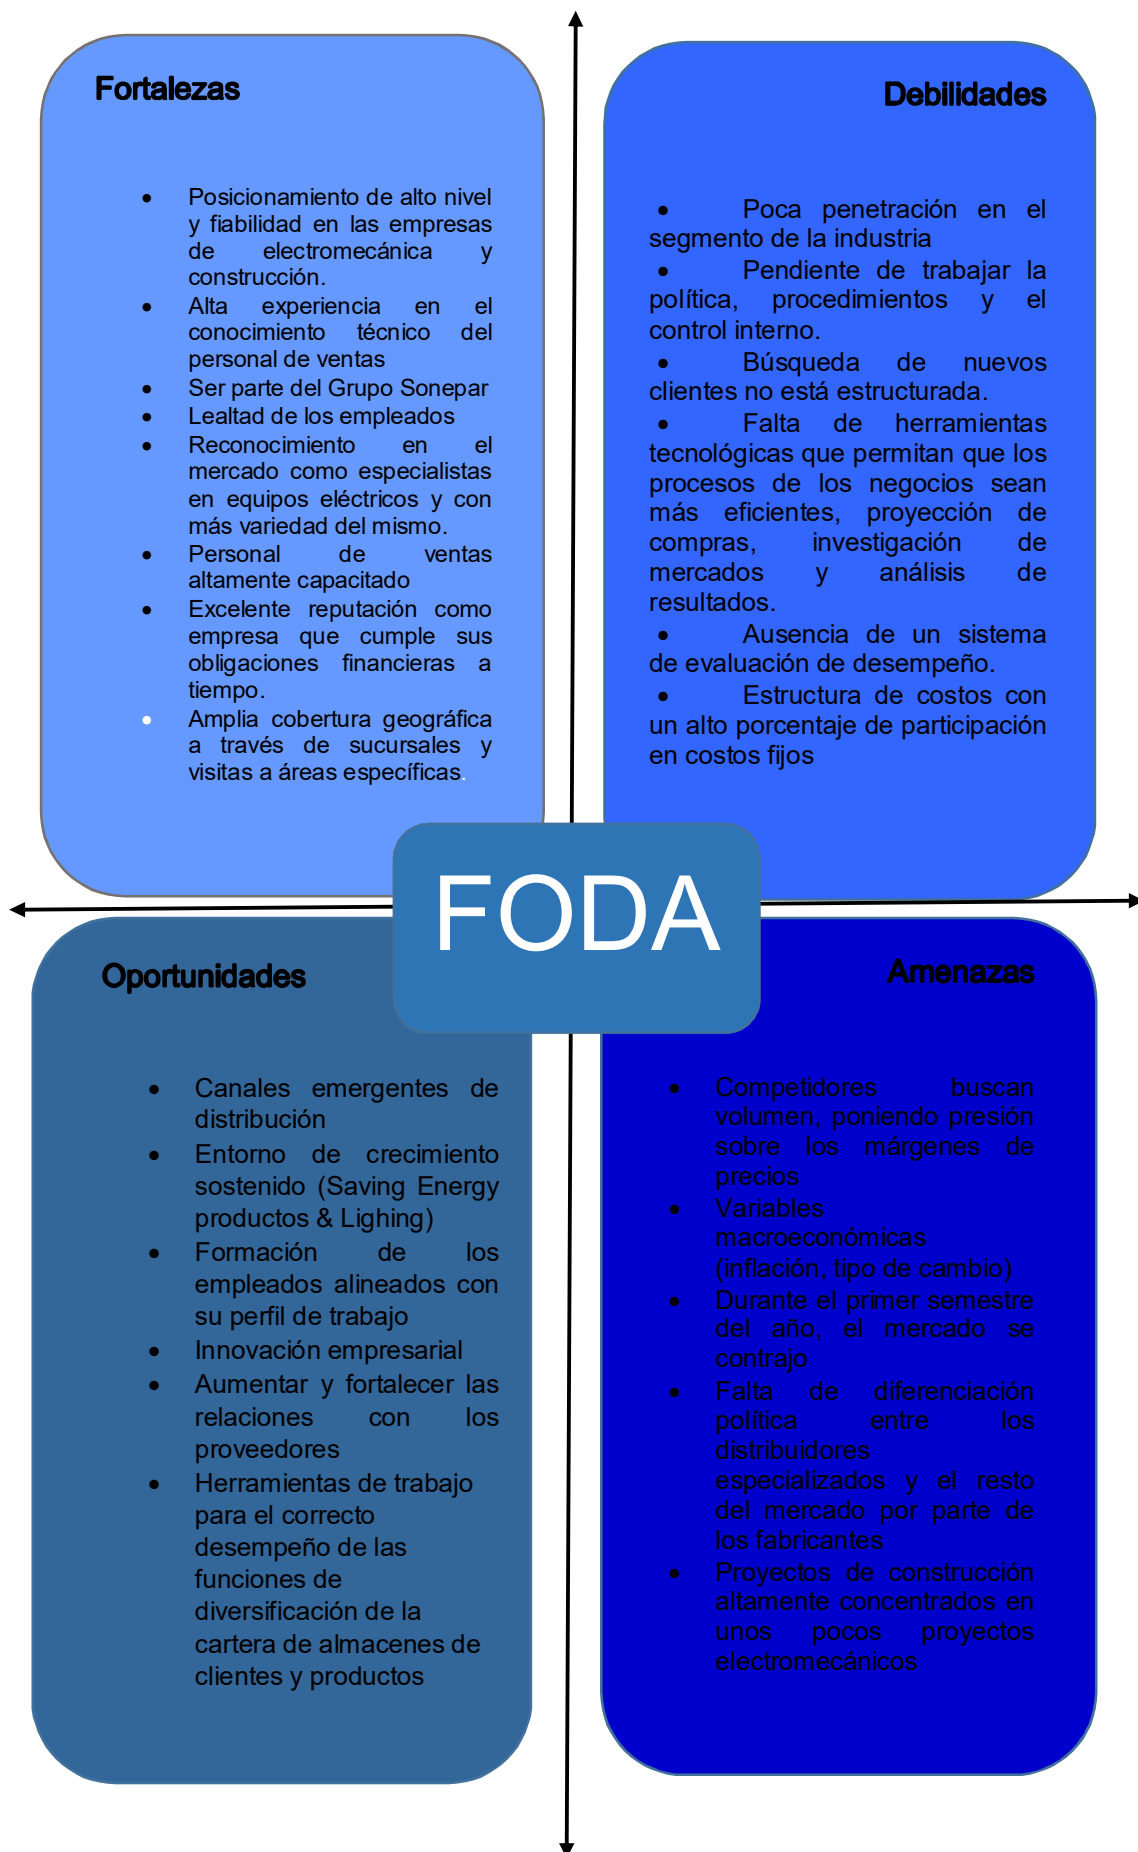 Fortalezas
• Posicionamiento de alto nivel
y fiabilidad en las empresas
de electromecánica y
construcción.
• Alta experiencia en el
conocimiento técnico del
personal de ventas
• Ser parte del Grupo Sonepar
• Lealtad de los empleados
• Reconocimiento en el
mercado como especialistas
en equipos eléctricos y con
más variedad del mismo.
• Personal de ventas
altamente capacitado
• Excelente reputación como
empresa que cumple sus
obligaciones financieras a
tiempo.
• Amplia cobertura geográfica
a través de sucursales y
visitas a áreas específicas.
Debilidades
• Poca penetración en el
segmento de la industria
• Pendiente de trabajar la
política, procedimientos y el
control interno.
• Búsqueda de nuevos
clientes no está estructurada.
• Falta de herramientas
tecnológicas que permitan que los
procesos de los negocios sean
más eficientes, proyección de
compras, investigación de
mercados y análisis de
resultados.
• Ausencia de un sistema
de evaluación de desempeño.
• Estructura de costos con
un alto porcentaje de participación
en costos fijos
FODA
Oportunidades
• Canales emergentes de
distribución
• Entorno de crecimiento
sostenido (Saving Energy
productos & Lighing)
• Formación de los
empleados alineados con
su perfil de trabajo
• Innovación empresarial
• Aumentar y fortalecer las
relaciones con los
proveedores
• Herramientas de trabajo
para el correcto
desempeño de las
funciones de
diversificación de la
cartera de almacenes de
clientes y productos
Amenazas
• Competidores buscan
volumen, poniendo presión
sobre los márgenes de
precios
• Variables
macroeconómicas
(inflación, tipo de cambio)
• Durante el primer semestre
del año, el mercado se
contrajo
• Falta de diferenciación
política entre los
distribuidores
especializados y el resto
del mercado por parte de
los fabricantes
• Proyectos de construcción
altamente concentrados en
unos pocos proyectos
electromecánicos